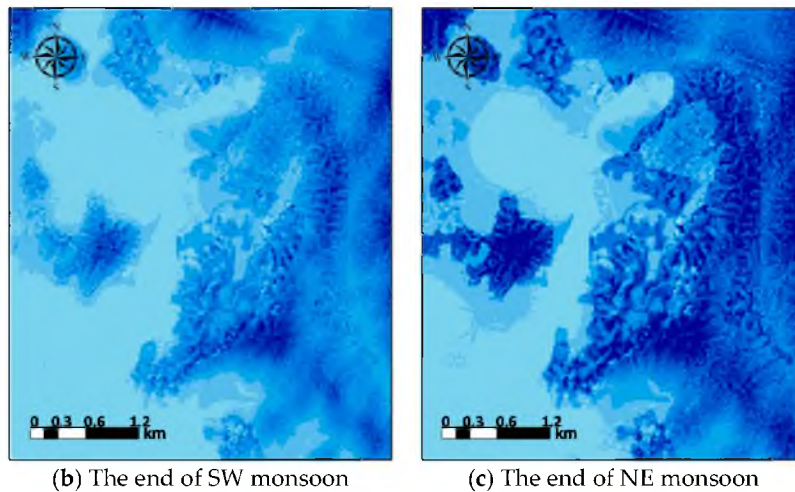 0 0.3 0.6 1.2
km
0 0.3 0.6 1.2
km
(b) The end of SW monsoon
(c) The end of NE monsoon